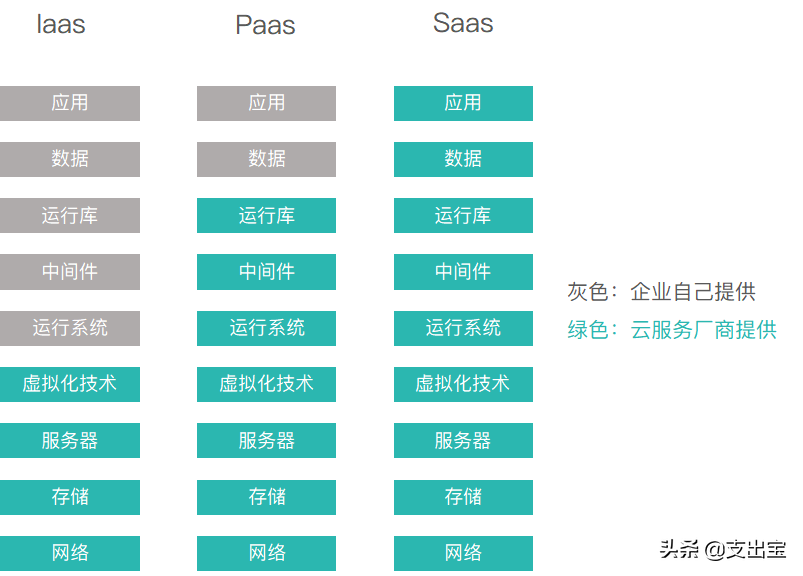 Iaas Paas Saas
应用 应用 应用
数据 数据 数据
运行库 运行库 运行库
中间件 中间件 中间件
灰色：企业自己提供
运行系统 运行系统 运行系统
绿色：云服务厂商提供
虚拟化技术 虚拟化技术 虚拟化技术
服务器 服务器 服务器
存储 存储 存储
网络 网络 网络
头条 @支出宝